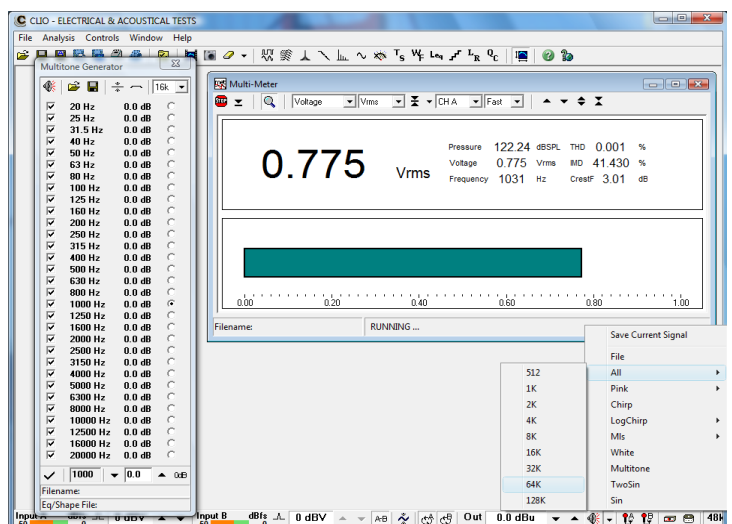 CLIO - ELECTRICAL & ACOUSTICAL TESTS
File Analysis Controls Window Help
TS WF Leq LR QC
Multitone Generator
16k
20 Hz 0.0 dB
25 Hz 0.0 dB
31.5 Hz 0.0 dB
40 Hz 0.0 dB
50 Hz 0.0 dB
63 Hz 0.0 dB
80 Hz 0.0 dB
100 Hz 0.0 dB
125 Hz 0.0 dB
160 Hz 0.0 dB
200 Hz 0.0 dB
250 Hz 0.0 dB
315 Hz 0.0 dB
400 Hz 0.0 dB
500 Hz 0.0 dB
630 Hz 0.0 dB
800 Hz 0.0 dB
1000 Hz 0.0 dB
1250 Hz 0.0 dB
1600 Hz 0.0 dB
2000 Hz 0.0 dB
2500 Hz 0.0 dB
3150 Hz 0.0 dB
4000 Hz 0.0 dB
5000 Hz 0.0 dB
6300 Hz 0.0 dB
8000 Hz 0.0 dB
10000 Hz 0.0 dB
12500 Hz 0.0 dB
16000 Hz 0.0 dB
20000 Hz 0.0 dB
1000 0.0 0dB
Filename:
Eq/Shape File:
Multi-Meter
STOP Voltage Vrms CH A Fast
0.775 Vrms
Pressure 122.24 dBSPL THD 0.001 %
Voltage 0.775 Vrms IMD 41.430 %
Frequency 1031 Hz CrestF 3.01 dB
0.00 0.20 0.40 0.60 0.80 1.00
Filename: RUNNING ...
Save Current Signal
File
All
Pink
Chirp
LogChirp
Mls
White
Multitone
TwoSin
Sin
512
1K
2K
4K
8K
16K
32K
64K
128K
Input A dBfs 0 dBV Input B dBfs 0 dBV A-B Out 0.0 dBu 48k